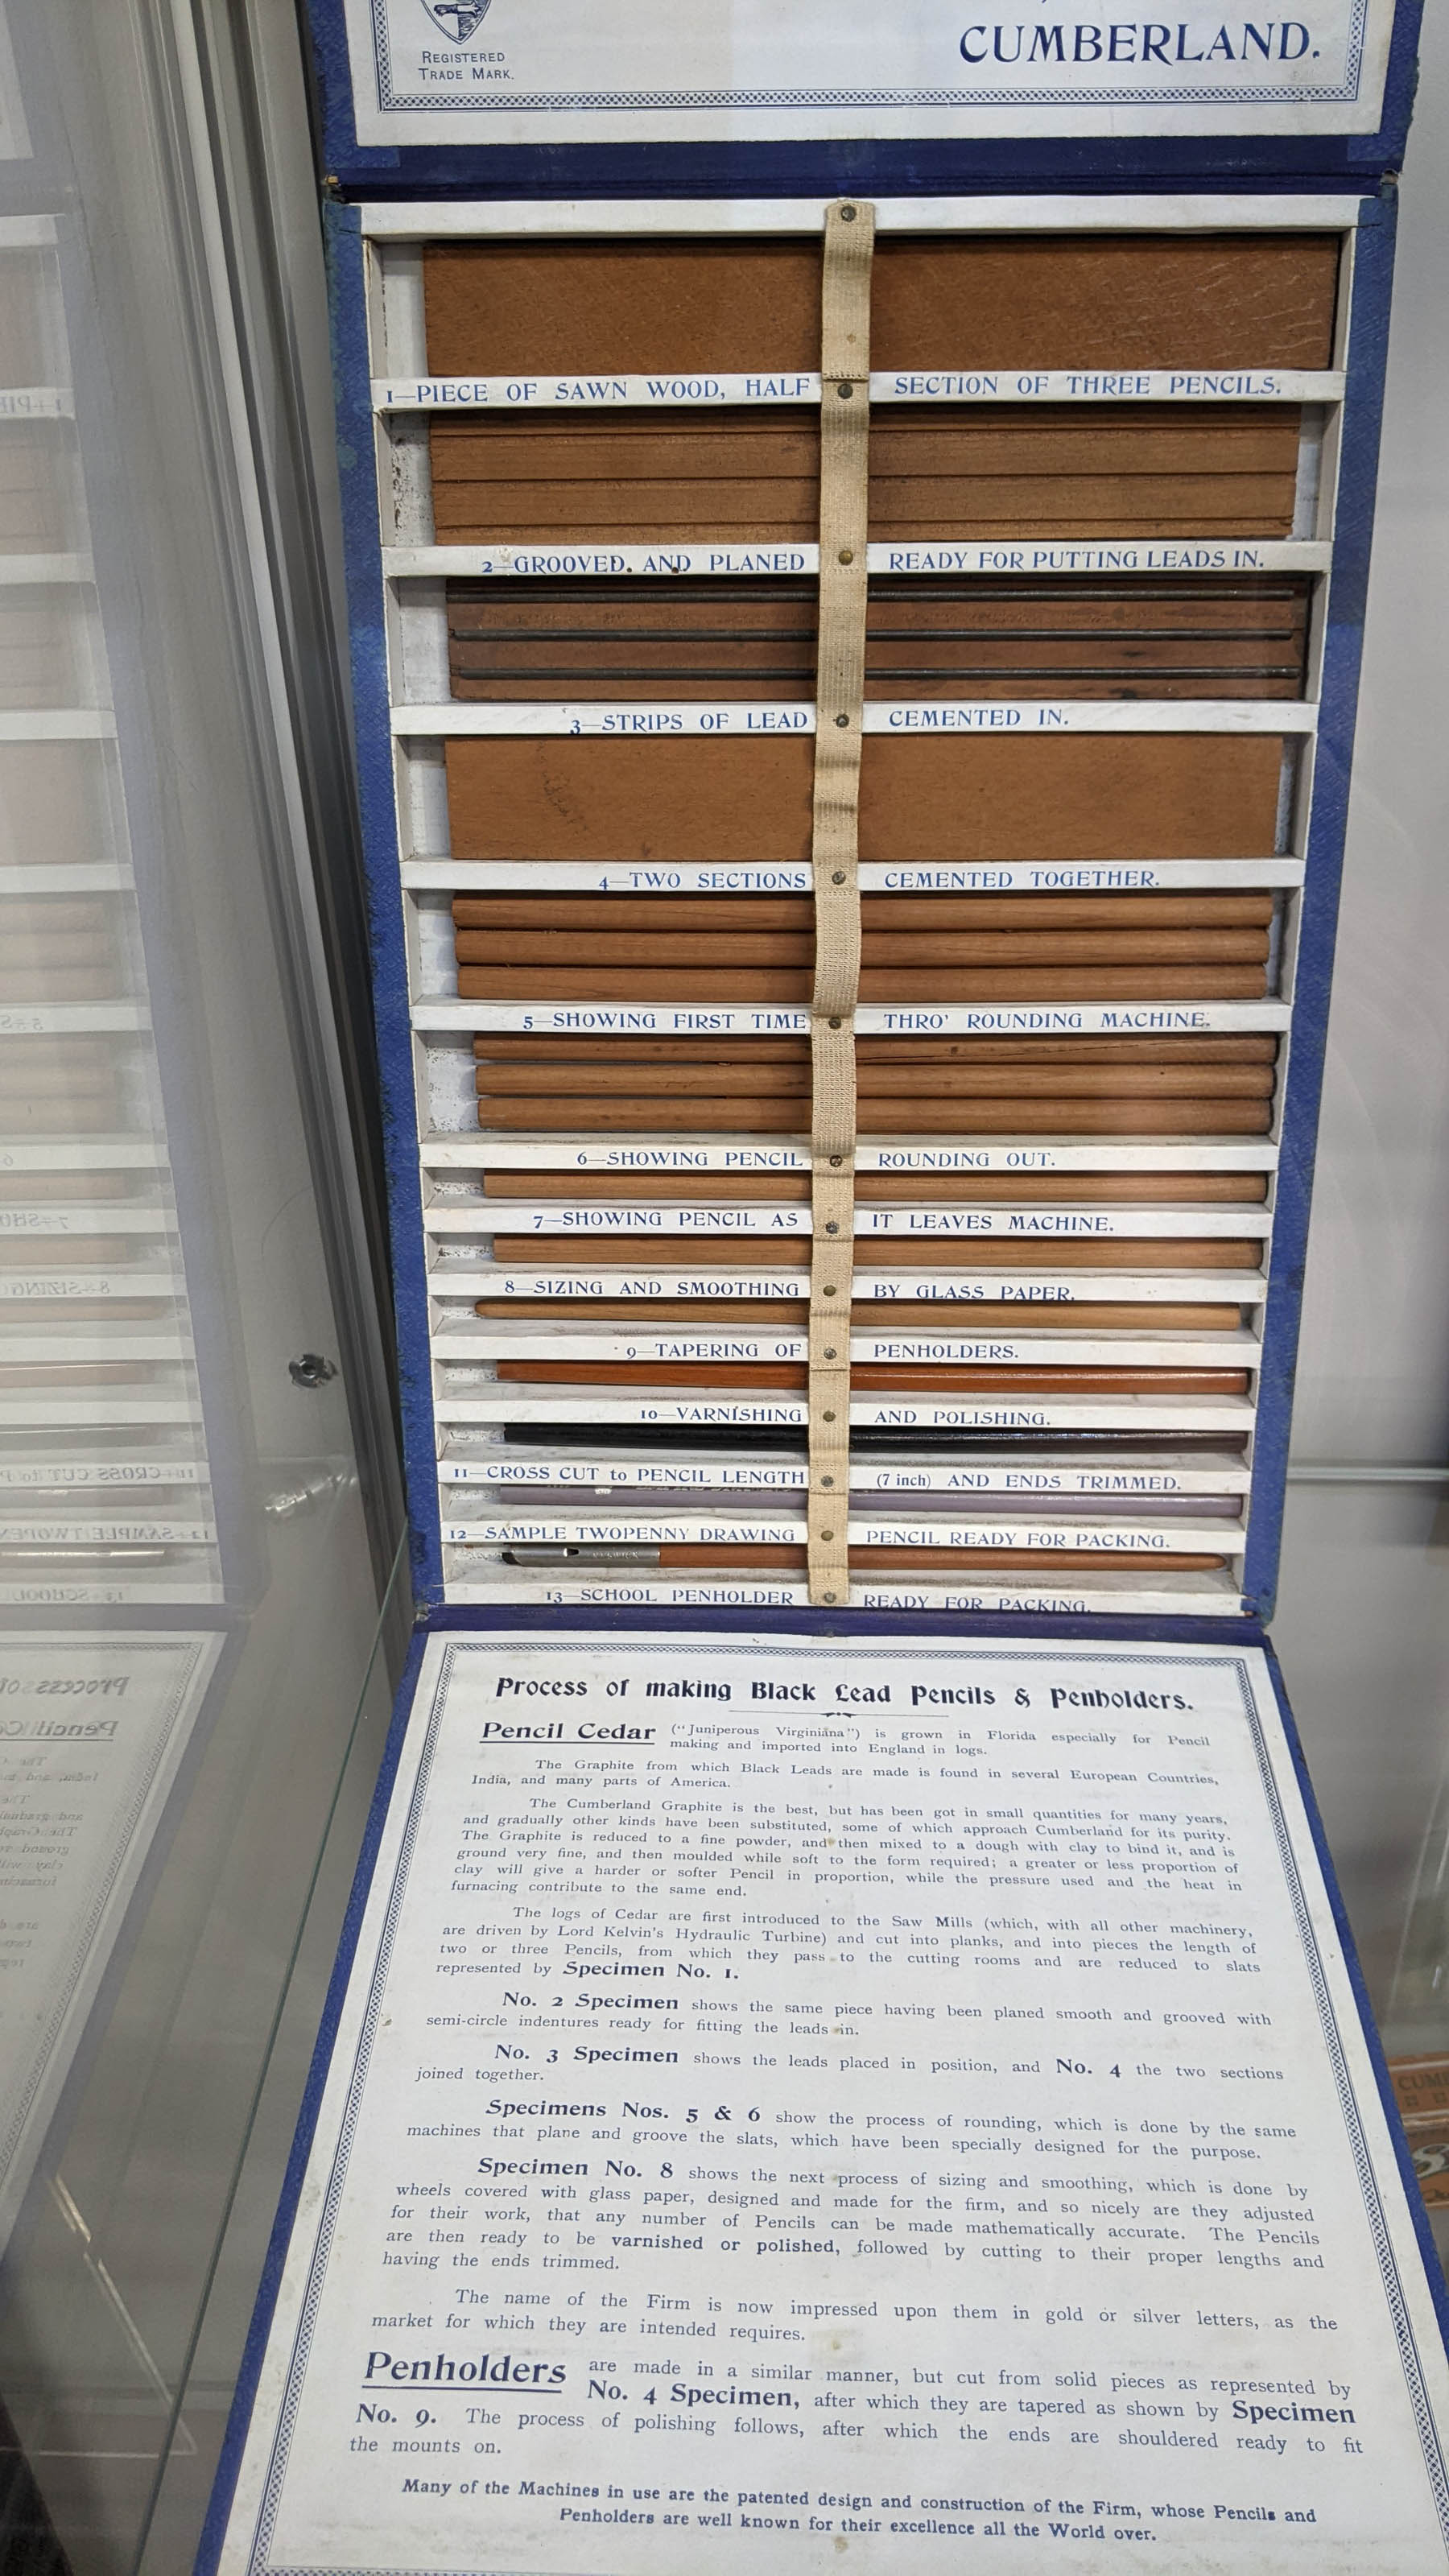 REGISTERED
TRADE MARK.
CUMBERLAND.
1—PIECE OF SAWN WOOD, HALF SECTION OF THREE PENCILS.
2—GROOVED, AND PLANED READY FOR PUTTING LEADS IN.
3—STRIPS OF LEAD CEMENTED IN.
4—TWO SECTIONS CEMENTED TOGETHER.
5—SHOWING FIRST TIME THRO' ROUNDING MACHINE.
6—SHOWING PENCIL ROUNDING OUT.
7—SHOWING PENCIL AS IT LEAVES MACHINE.
8—SIZING AND SMOOTHING BY GLASS PAPER.
9—TAPERING OF PENHOLDERS.
10—VARNISHING AND POLISHING.
11—CROSS CUT to PENCIL LENGTH (7 inch) AND ENDS TRIMMED.
12—SAMPLE TWOPENNY DRAWING PENCIL READY FOR PACKING.
13—SCHOOL PENHOLDER READY FOR PACKING.
Process of making Black Lead Pencils & Penholders.
Pencil Cedar ("Juniperous Virginiana") is grown in Florida especially for Pencil
making and imported into England in logs.
The Graphite from which Black Leads are made is found in several European Countries,
India, and many parts of America.
The Cumberland Graphite is the best, but has been got in small quantities for many years,
and gradually other kinds have been substituted, some of which approach Cumberland for its purity.
The Graphite is reduced to a fine powder, and then mixed to a dough with clay to bind it, and is
ground very fine, and then moulded while soft to the form required; a greater or less proportion of
clay will give a harder or softer Pencil in proportion, while the pressure used and the heat in
furnacing contribute to the same end.
The logs of Cedar are first introduced to the Saw Mills (which, with all other machinery,
are driven by Lord Kelvin's Hydraulic Turbine) and cut into planks, and into pieces the length of
two or three Pencils, from which they pass to the cutting rooms and are reduced to slats
represented by Specimen No. 1.
No. 2 Specimen shows the same piece having been planed smooth and grooved with
semi-circle indentures ready for fitting the leads in.
No. 3 Specimen shows the leads placed in position, and No. 4 the two sections
joined together.
Specimens Nos. 5 & 6 show the process of rounding, which is done by the same
machines that plane and groove the slats, which have been specially designed for the purpose.
Specimen No. 8 shows the next process of sizing and smoothing, which is done by
wheels covered with glass paper, designed and made for the firm, and so nicely are they adjusted
for their work, that any number of Pencils can be made mathematically accurate. The Pencils
are then ready to be varnished or polished, followed by cutting to their proper lengths and
having the ends trimmed.
The name of the Firm is now impressed upon them in gold or silver letters, as the
market for which they are intended requires.
Penholders are made in a similar manner, but cut from solid pieces as represented by
No. 4 Specimen, after which they are tapered as shown by Specimen
No. 9. The process of polishing follows, after which the ends are shouldered ready to fit
the mounts on.
Many of the Machines in use are the patented design and construction of the Firm, whose Pencils and
Penholders are well known for their excellence all the World over.